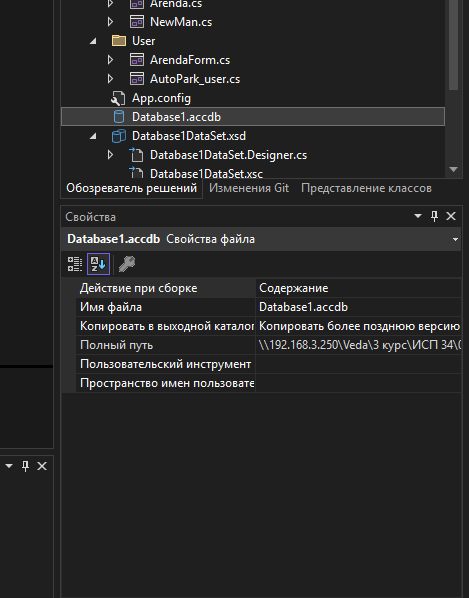 Arenda.cs
NewMan.cs
User
ArendaForm.cs
AutoPark_user.cs
App.config
Database1.accdb
Database1DataSet.xsd
Database1DataSet.Designer.cs
Database1DataSet.xsc
Обозреватель решений Изменения Git Представление классов
Свойства
Database1.accdb Свойства файла
Действие при сборке Содержание
Имя файла Database1.accdb
Копировать в выходной каталог Копировать более позднюю версию
Полный путь \\192.168.3.250\Veda\3 курс\ИСП 34\
Пользовательский инструмент
Пространство имен пользовате